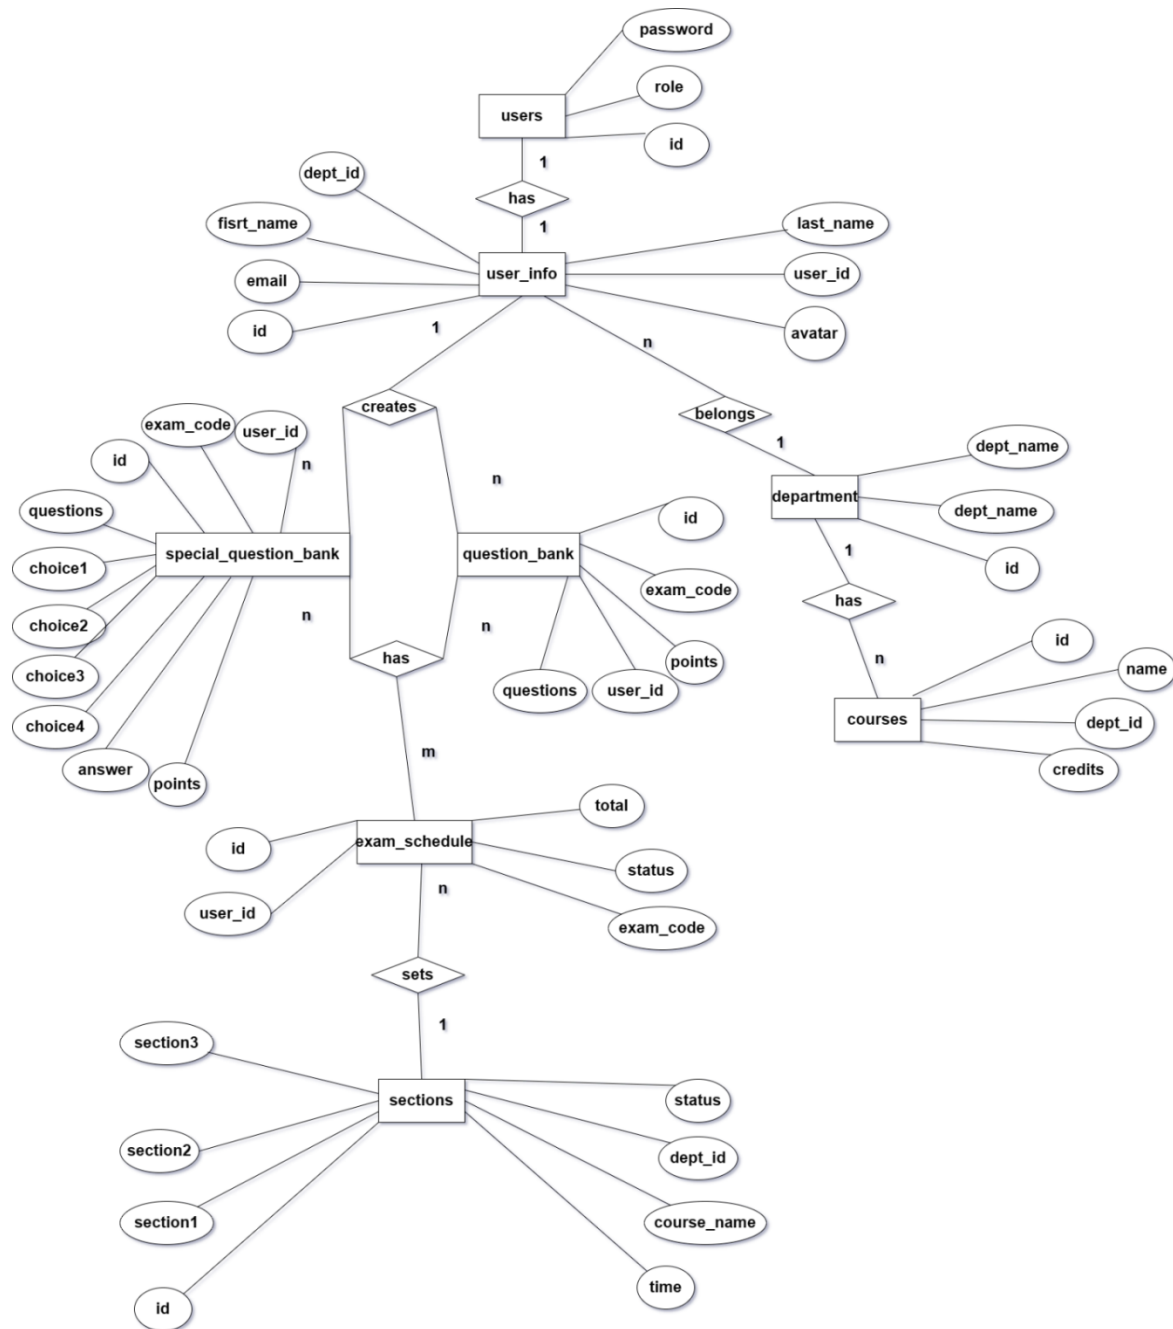 password
role
users
id
1
dept_id
has
fisrt_name
last_name
1
user_info
user_id
email
id
1
avatar
n
creates
belongs
exam_code
user_id
1
dept_name
id
n
n
questions
department
dept_name
id
special_question_bank
question_bank
1
choice1
id
exam_code
has
n
n
choice2
id
has
points
n
name
choice3
questions
user_id
courses
dept_id
choice4
m
answer
points
credits
total
id
exam_schedule
status
n
user_id
exam_code
sets
1
section3
sections
status
section2
dept_id
section1
course_name
id
time